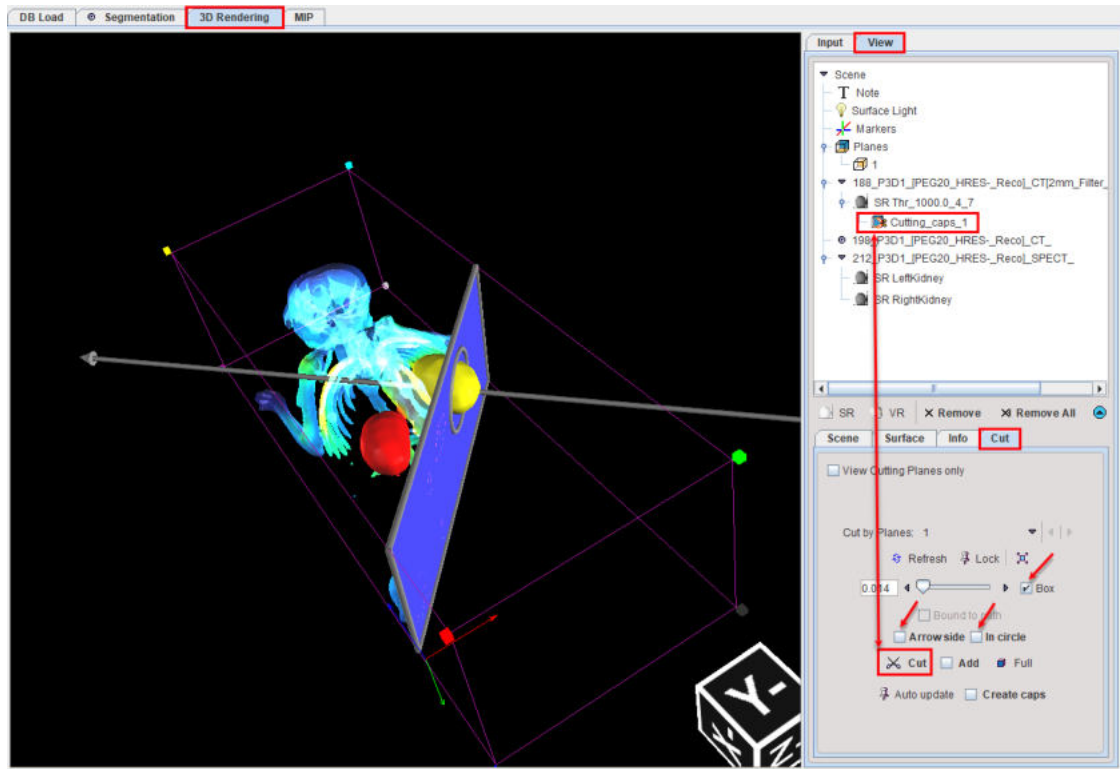 DB Load Segmentation 3D Rendering MIP
Input View
Scene
Note
Surface Light
Markers
Planes
1
188_P3D1_[PEG20_HRES-_Reco]_CT[2mm_Filter_
SR Thr_1000.0_4_7
Cutting_caps_1
198_P3D1_[PEG20_HRES-_Reco]_CT_
212_P3D1_[PEG20_HRES-_Reco]_SPECT_
SR LeftKidney
SR RightKidney
SR VR Remove Remove All
Scene Surface Info Cut
View Cutting Planes only
Cut by Planes: 1
Refresh Lock
0.014 Box
Bound to path
Arrow side In circle
Cut Add Full
Auto update Create caps
Y-
X-